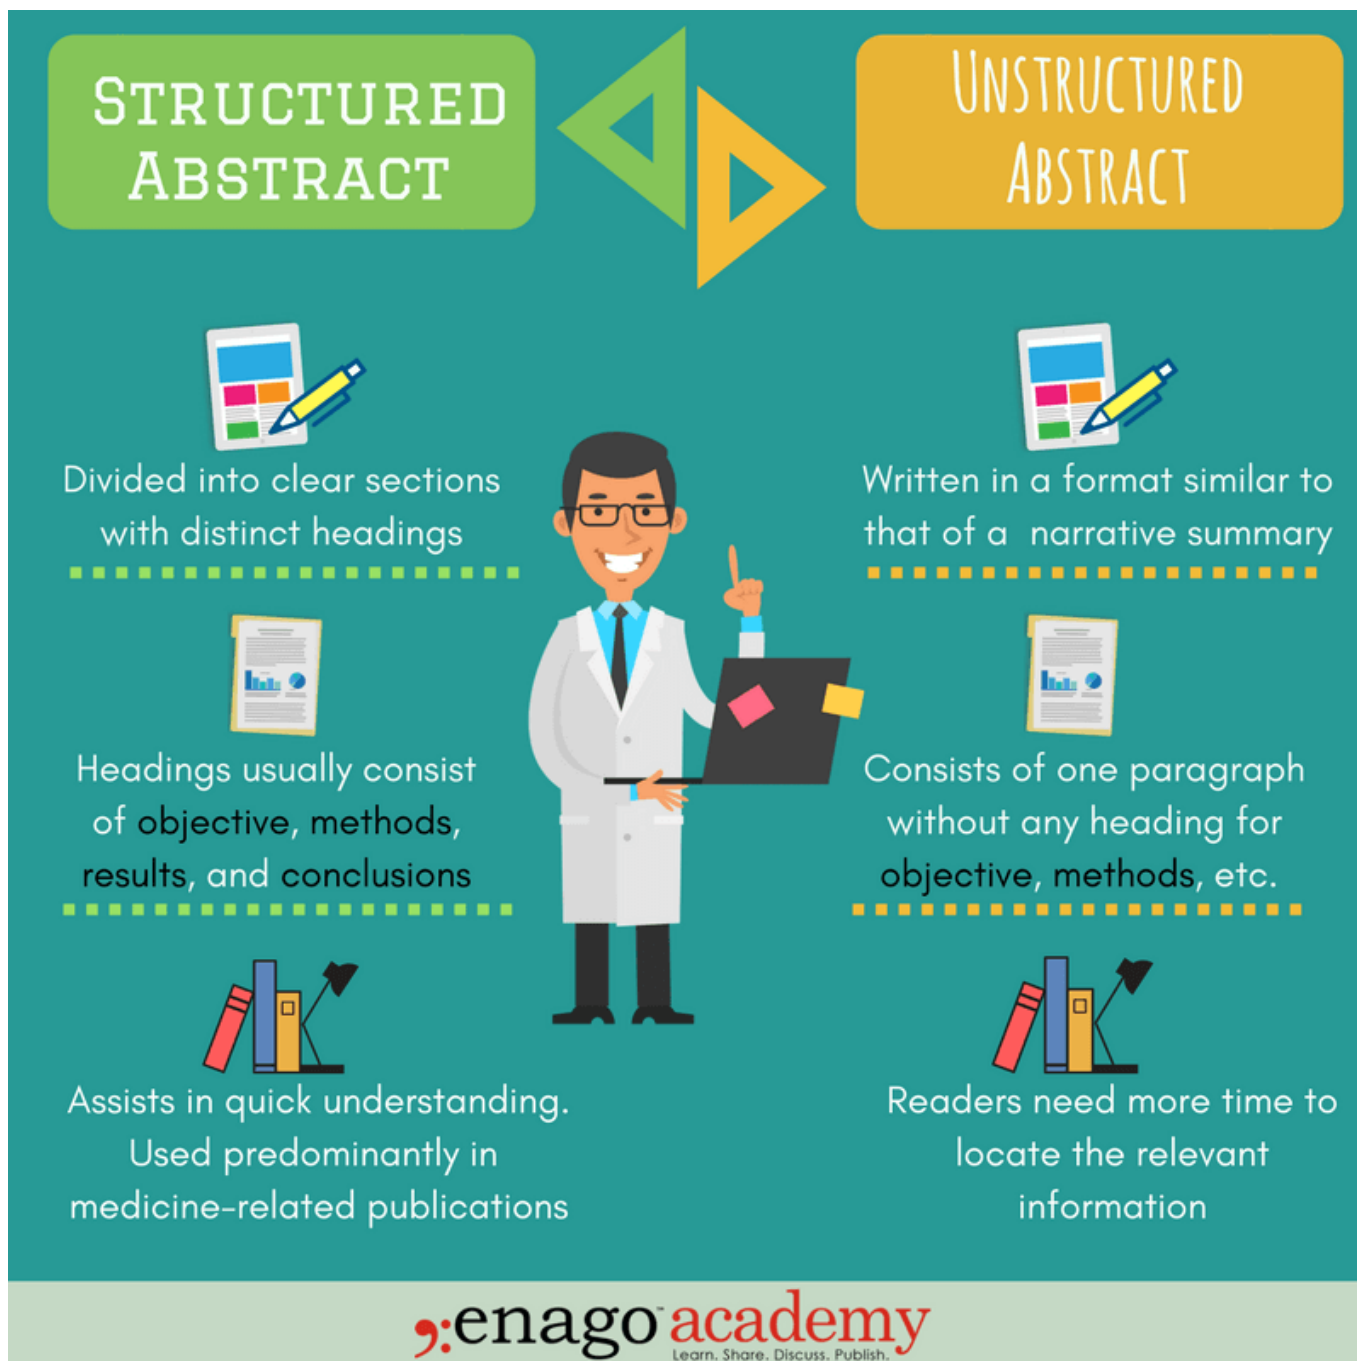 STRUCTURED
ABSTRACT
UNSTRUCTURED
ABSTRACT
Divided into clear sections
with distinct headings
Headings usually consist
of objective, methods,
results, and conclusions
Assists in quick understanding.
Used predominantly in
medicine-related publications
Written in a format similar to
that of a narrative summary
Consists of one paragraph
without any heading for
objective, methods, etc.
Readers need more time to
locate the relevant
information
enago™ academy
Learn. Share. Discuss. Publish.